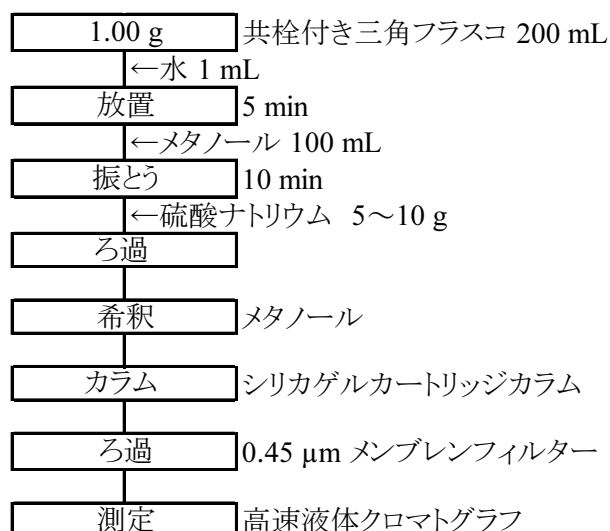 1.00 g 共栓付き三角フラスコ 200 mL
←水 1 mL
放置 5 min
←メタノール 100 mL
振とう 10 min
←硫酸ナトリウム 5～10 g
ろ過
希釈 メタノール
カラム シリカゲルカートリッジカラム
ろ過 0.45 µm メンブレンフィルター
測定 高速液体クロマトグラフ